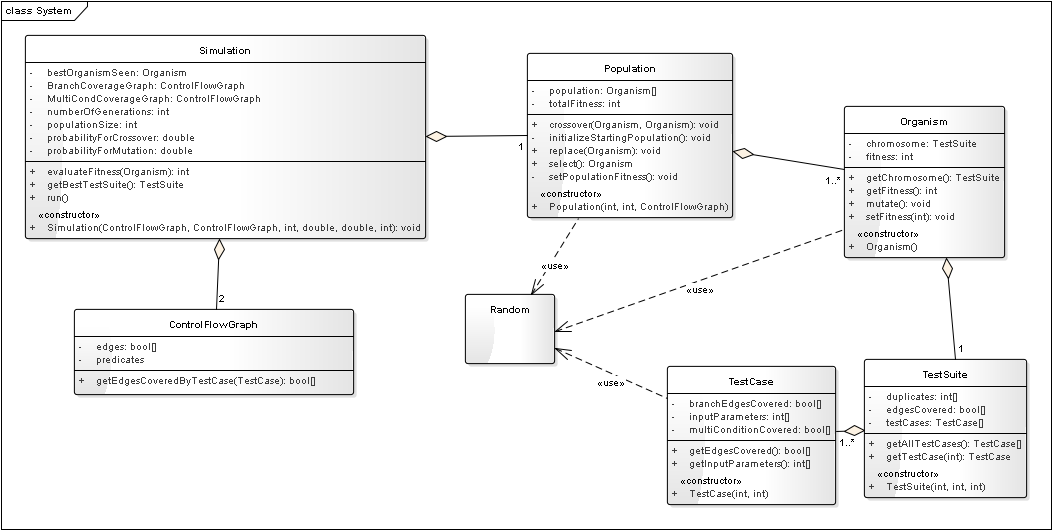 class System
Simulation
- bestOrganismSeen: Organism
- BranchCoverageGraph: ControlFlowGraph
- MultiCondCoverageGraph: ControlFlowGraph
- numberOfGenerations: int
- populationSize: int
- probabilityForCrossover: double
- probabilityForMutation: double
+ evaluateFitness(Organism): int
+ getBestTestSuite(): TestSuite
+ run()
«constructor»
+ Simulation(ControlFlowGraph, ControlFlowGraph, int, double, double, int): void
1
Population
- population: Organism[]
- totalFitness: int
+ crossover(Organism, Organism): void
- initializeStartingPopulation(): void
+ replace(Organism): void
+ select(): Organism
- setPopulationFitness(): void
«constructor»
+ Population(int, int, ControlFlowGraph)
1..*
Organism
- chromosome: TestSuite
- fitness: int
+ getChromosome(): TestSuite
+ getFitness(): int
+ mutate(): void
+ setFitness(int): void
«constructor»
+ Organism()
«use»
«use»
2
Random
ControlFlowGraph
- edges: bool[]
- predicates
+ getEdgesCoveredByTestCase(TestCase): bool[]
1
«use»
TestCase
- branchEdgesCovered: bool[]
- inputParameters: int[]
- multiConditionCovered: bool[]
+ getEdgesCovered(): bool[]
+ getInputParameters(): int[]
«constructor»
+ TestCase(int, int)
1..*
TestSuite
- duplicates: int[]
- edgesCovered: bool[]
- testCases: TestCase[]
+ getAllTestCases(): TestCase[]
+ getTestCase(int): TestCase
«constructor»
+ TestSuite(int, int, int)